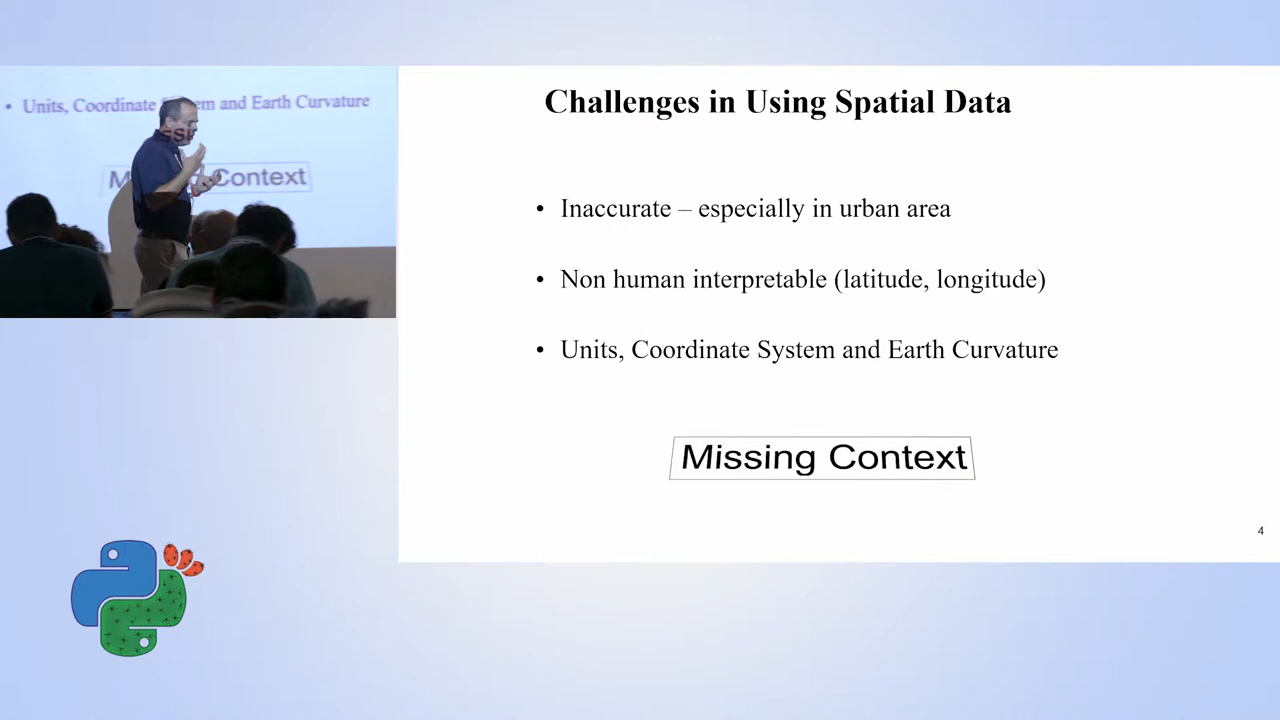 • Units, Coordinate System and Earth Curvature
Context
Challenges in Using Spatial Data
• Inaccurate – especially in urban area
• Non human interpretable (latitude, longitude)
• Units, Coordinate System and Earth Curvature
Missing Context
4